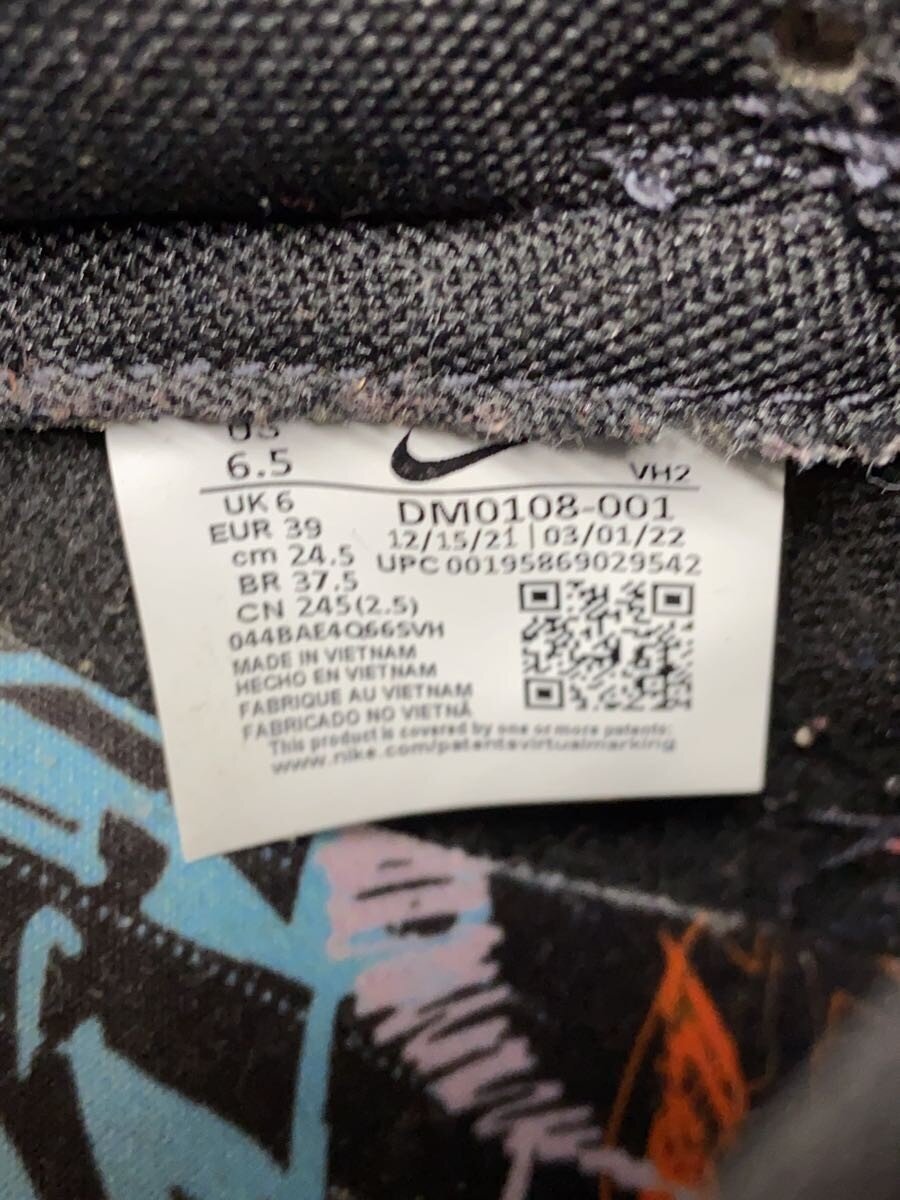 US
6.5
VH2
UK 6
EUR 39
cm 24.5
BR 37.5
CN 245(2.5)
DM0108-001
12/15/21 | 03/01/22
UPC 00195869029542
044BAE4Q66SVH
MADE IN VIETNAM
HECHO EN VIETNAM
FABRIQUE AU VIETNAM
FABRICADO NO VIETNÃ
This product is covered by one or more patents:
www.nike.com/patentsvirtualmarking